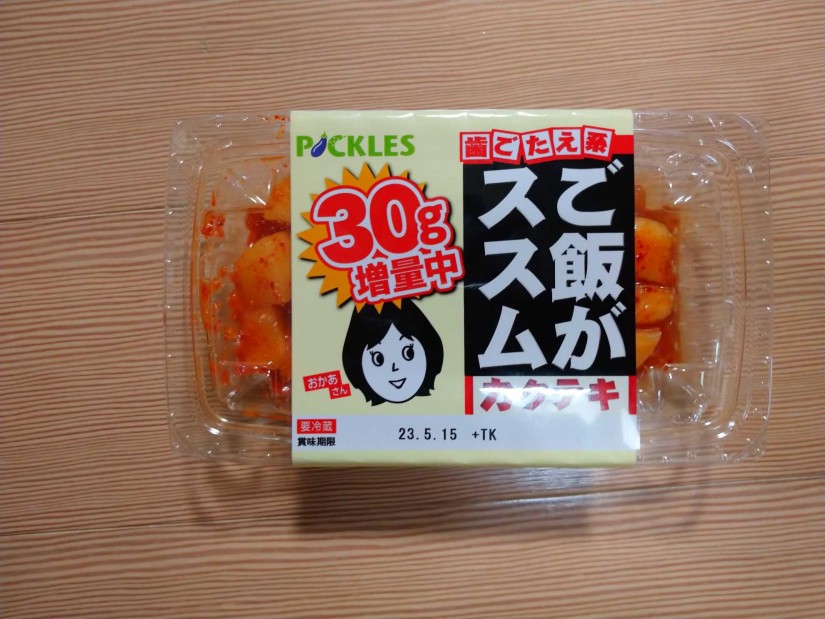 PICKLES
歯ごたえ系
ご飯が
ススム
カクテキ
30g
増量中
おかあ
さん
要冷蔵
賞味期限
23.5.15 +TK